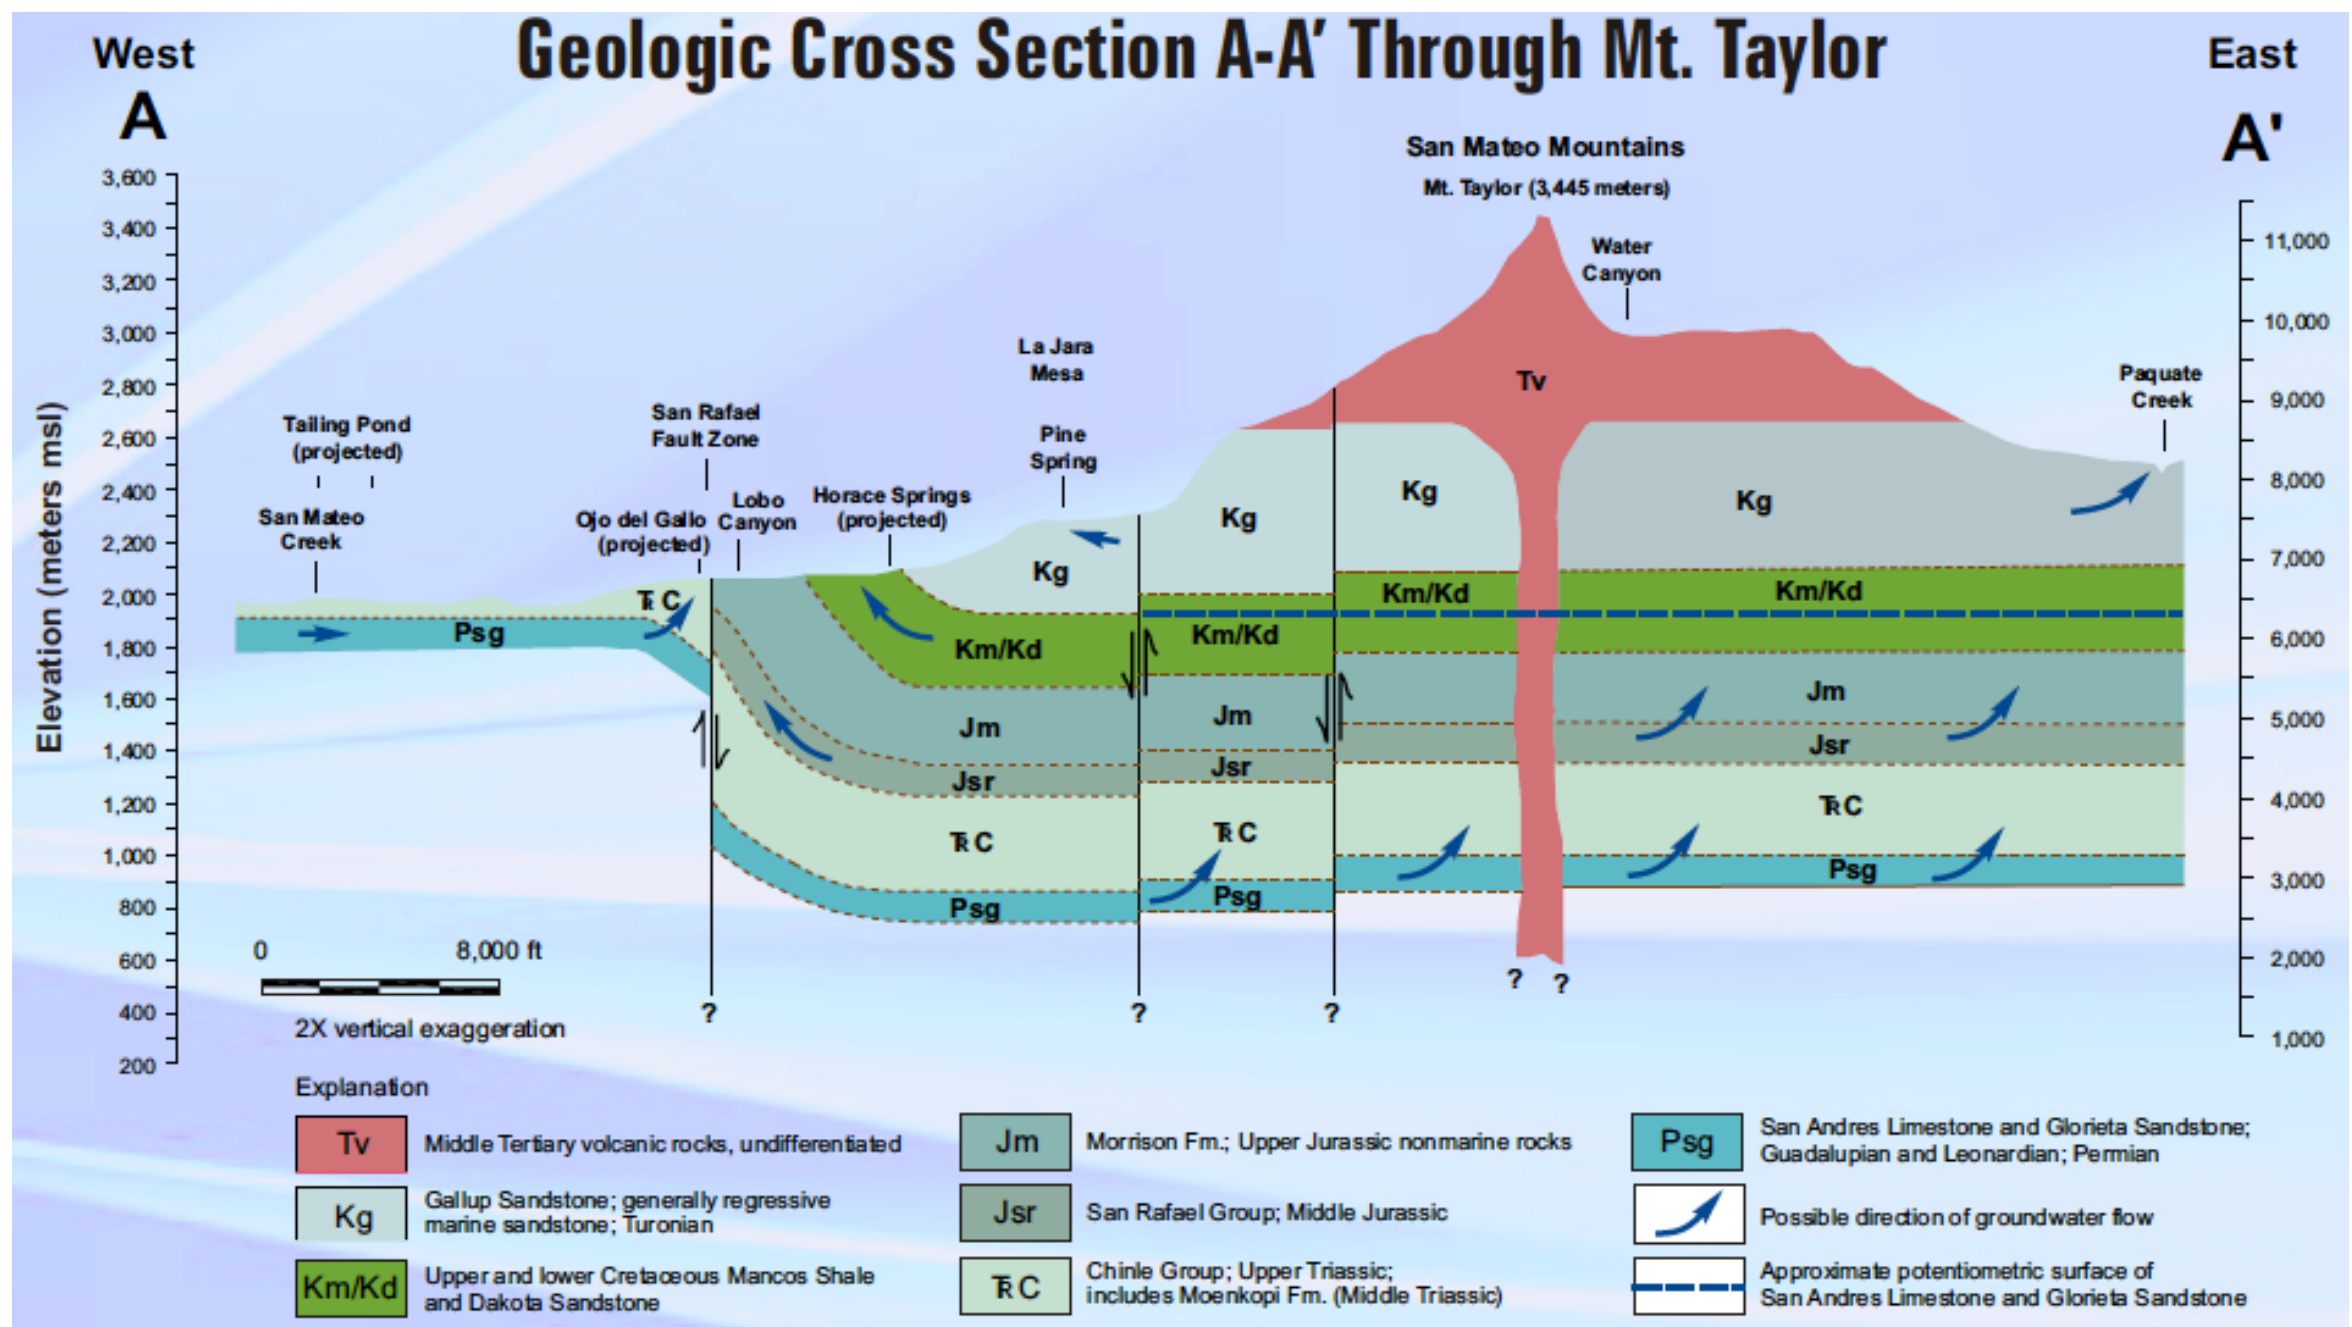 Geologic Cross Section A-A' Through Mt. Taylor
West
A
East
A'
San Mateo Mountains
Mt. Taylor (3,445 meters)
Water
Canyon
La Jara
Mesa
Pine
Spring
Paquate
Creek
Tailing Pond
(projected)
San Mateo
Creek
San Rafael
Fault Zone
Ojo del Gallo
(projected)
Lobo
Canyon
Horace Springs
(projected)
Elevation (meters msl)
3,600
3,400
3,200
3,000
2,800
2,600
2,400
2,200
2,000
1,800
1,600
1,400
1,200
1,000
800
600
400
200
11,000
10,000
9,000
8,000
7,000
6,000
5,000
4,000
3,000
2,000
1,000
Tv
Kg
Kg
Kg
Kg
Km/Kd
Km/Kd
Km/Kd
Km/Kd
Jm
Jm
Jm
Jsr
Jsr
Jsr
TRC
TRC
TRC
TRC
Psg
Psg
Psg
Psg
?
?
?
?
?
0
8,000 ft
2X vertical exaggeration
Explanation
Tv
Middle Tertiary volcanic rocks, undifferentiated
Kg
Gallup Sandstone; generally regressive
marine sandstone; Turonian
Km/Kd
Upper and lower Cretaceous Mancos Shale
and Dakota Sandstone
Jm
Morrison Fm.; Upper Jurassic nonmarine rocks
Jsr
San Rafael Group; Middle Jurassic
TRC
Chinle Group; Upper Triassic;
includes Moenkopi Fm. (Middle Triassic)
Psg
San Andres Limestone and Glorieta Sandstone;
Guadalupian and Leonardian; Permian
Possible direction of groundwater flow
Approximate potentiometric surface of
San Andres Limestone and Glorieta Sandstone